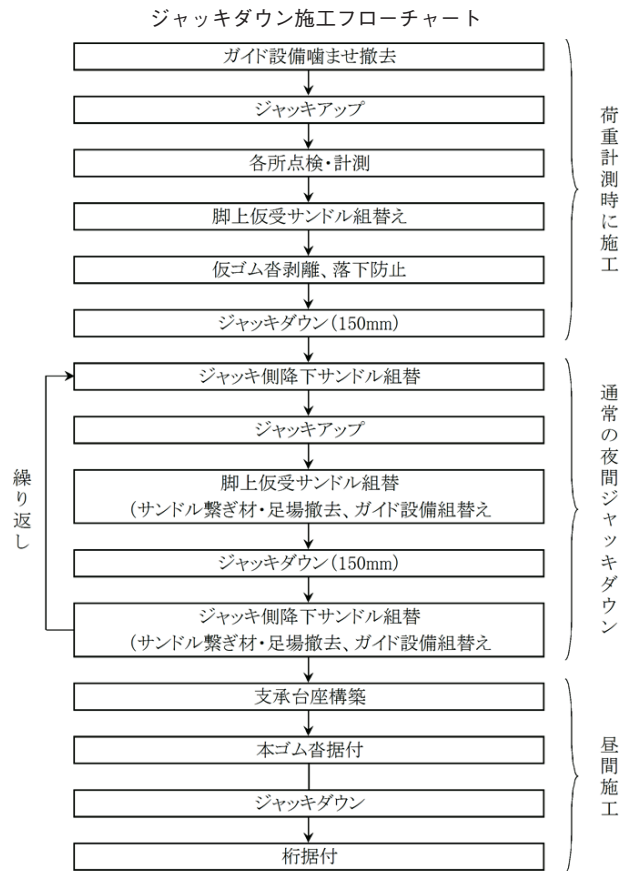 ジャッキダウン施工フローチャート
ガイド設備噛ませ撤去
ジャッキアップ
各所点検・計測
脚上仮受サンドル組替え
仮ゴム沓剥離、落下防止
ジャッキダウン(150mm)
荷重計測時に施工
ジャッキ側降下サンドル組替
ジャッキアップ
脚上仮受サンドル組替
(サンドル繋ぎ材・足場撤去、ガイド設備組替え
ジャッキダウン(150mm)
ジャッキ側降下サンドル組替
(サンドル繋ぎ材・足場撤去、ガイド設備組替え
繰り返し
通常の夜間ジャッキダウン
支承台座構築
本ゴム沓据付
ジャッキダウン
桁据付
昼間施工